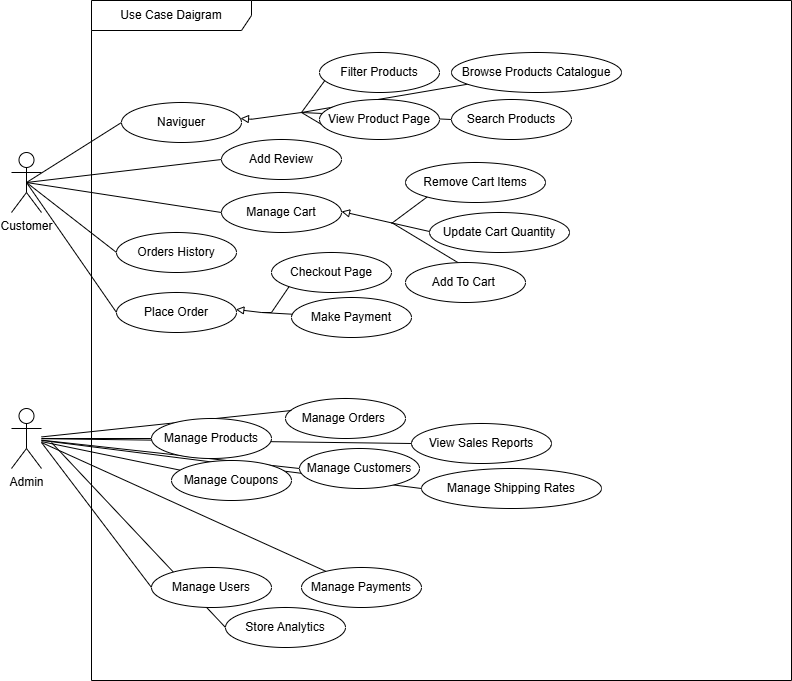 Use Case Daigram
Filter Products
Browse Products Catalogue
Naviguer
View Product Page
Search Products
Add Review
Remove Cart Items
Manage Cart
Customer
Update Cart Quantity
Orders History
Checkout Page
Add To Cart
Place Order
Make Payment
Manage Orders
Manage Products
View Sales Reports
Admin
Manage Coupons
Manage Customers
Manage Shipping Rates
Manage Users
Manage Payments
Store Analytics